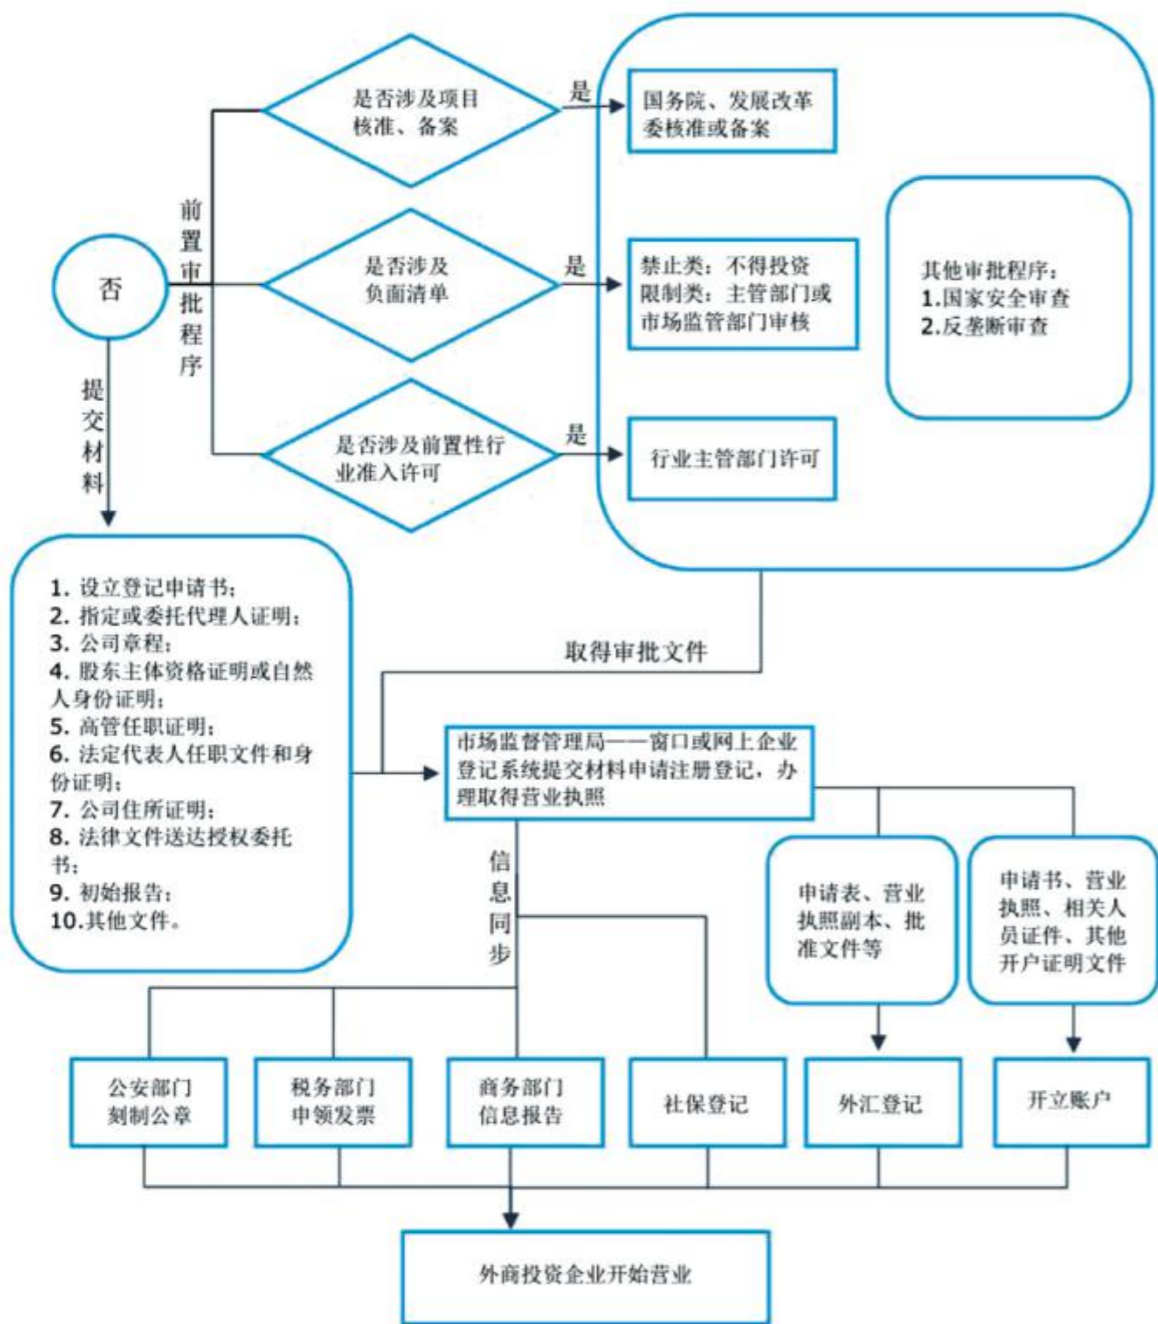 是否涉及项目
核准、备案
是
国务院、发展改革
委核准或备案
前置审批程序
否
是否涉及
负面清单
是
禁止类：不得投资
限制类：主管部门或
市场监管部门审核
其他审批程序：
1.国家安全审查
2.反垄断审查
提交材料
是否涉及前置性行
业准入许可
是
行业主管部门许可
1. 设立登记申请书；
2. 指定或委托代理人证明；
3. 公司章程；
4. 股东主体资格证明或自然
人身份证明；
5. 高管任职证明；
6. 法定代表人任职文件和身
份证明；
7. 公司住所证明；
8. 法律文件送达授权委托
书；
9. 初始报告；
10.其他文件。
取得审批文件
市场监督管理局——窗口或网上企业
登记系统提交材料申请注册登记，办
理取得营业执照
信息同步
申请表、营业
执照副本、批
准文件等
申请书、营业
执照、相关人
员证件、其他
开户证明文件
公安部门
刻制公章
税务部门
申领发票
商务部门
信息报告
社保登记
外汇登记
开立账户
外商投资企业开始营业